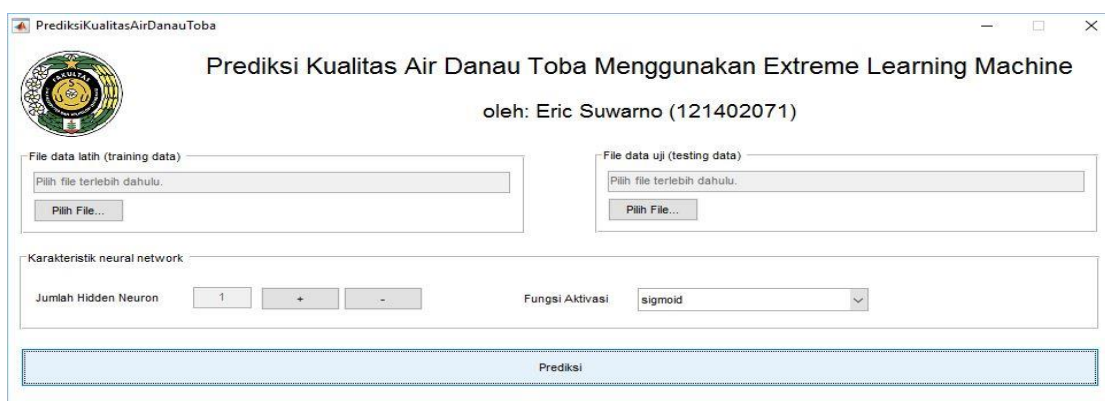 PrediksiKualitasAirDanauToba
Prediksi Kualitas Air Danau Toba Menggunakan Extreme Learning Machine
oleh: Eric Suwarno (121402071)
File data latih (training data)
Pilih file terlebih dahulu.
Pilih File...
File data uji (testing data)
Pilih file terlebih dahulu.
Pilih File...
Karakteristik neural network
Jumlah Hidden Neuron 1 + -
Fungsi Aktivasi sigmoid
Prediksi